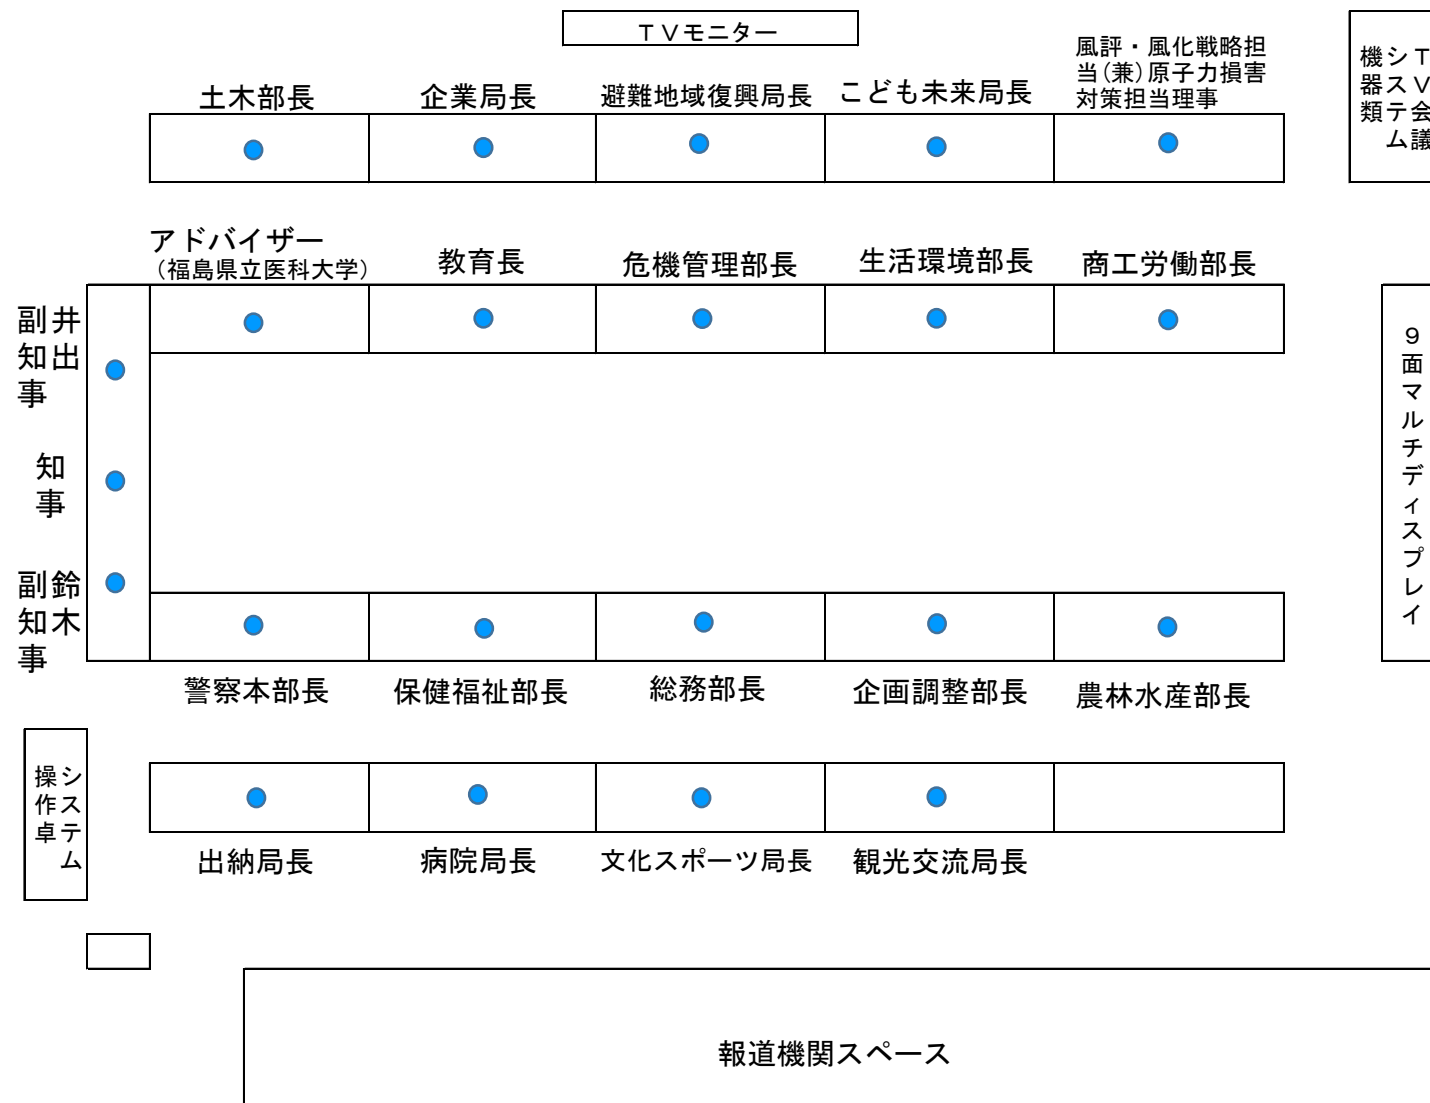 ＴＶモニター
風評・風化戦略担
当(兼)原子力損害
対策担当理事
土木部長
企業局長
避難地域復興局長
こども未来局長
ＴＶ会議
システム
機器類
アドバイザー
（福島県立医科大学）
教育長
危機管理部長
生活環境部長
商工労働部長
井出
副知事
知事
鈴木
副知事
９面マルチディスプレイ
警察本部長
保健福祉部長
総務部長
企画調整部長
農林水産部長
システム
操作卓
出納局長
病院局長
文化スポーツ局長
観光交流局長
報道機関スペース